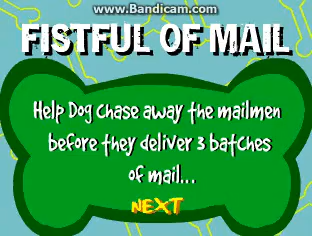 www.Bandicam.com
FISTFUL OF MAIL
Help Dog chase away the mailmen
before they deliver 3 batches
of mail...
NEXT